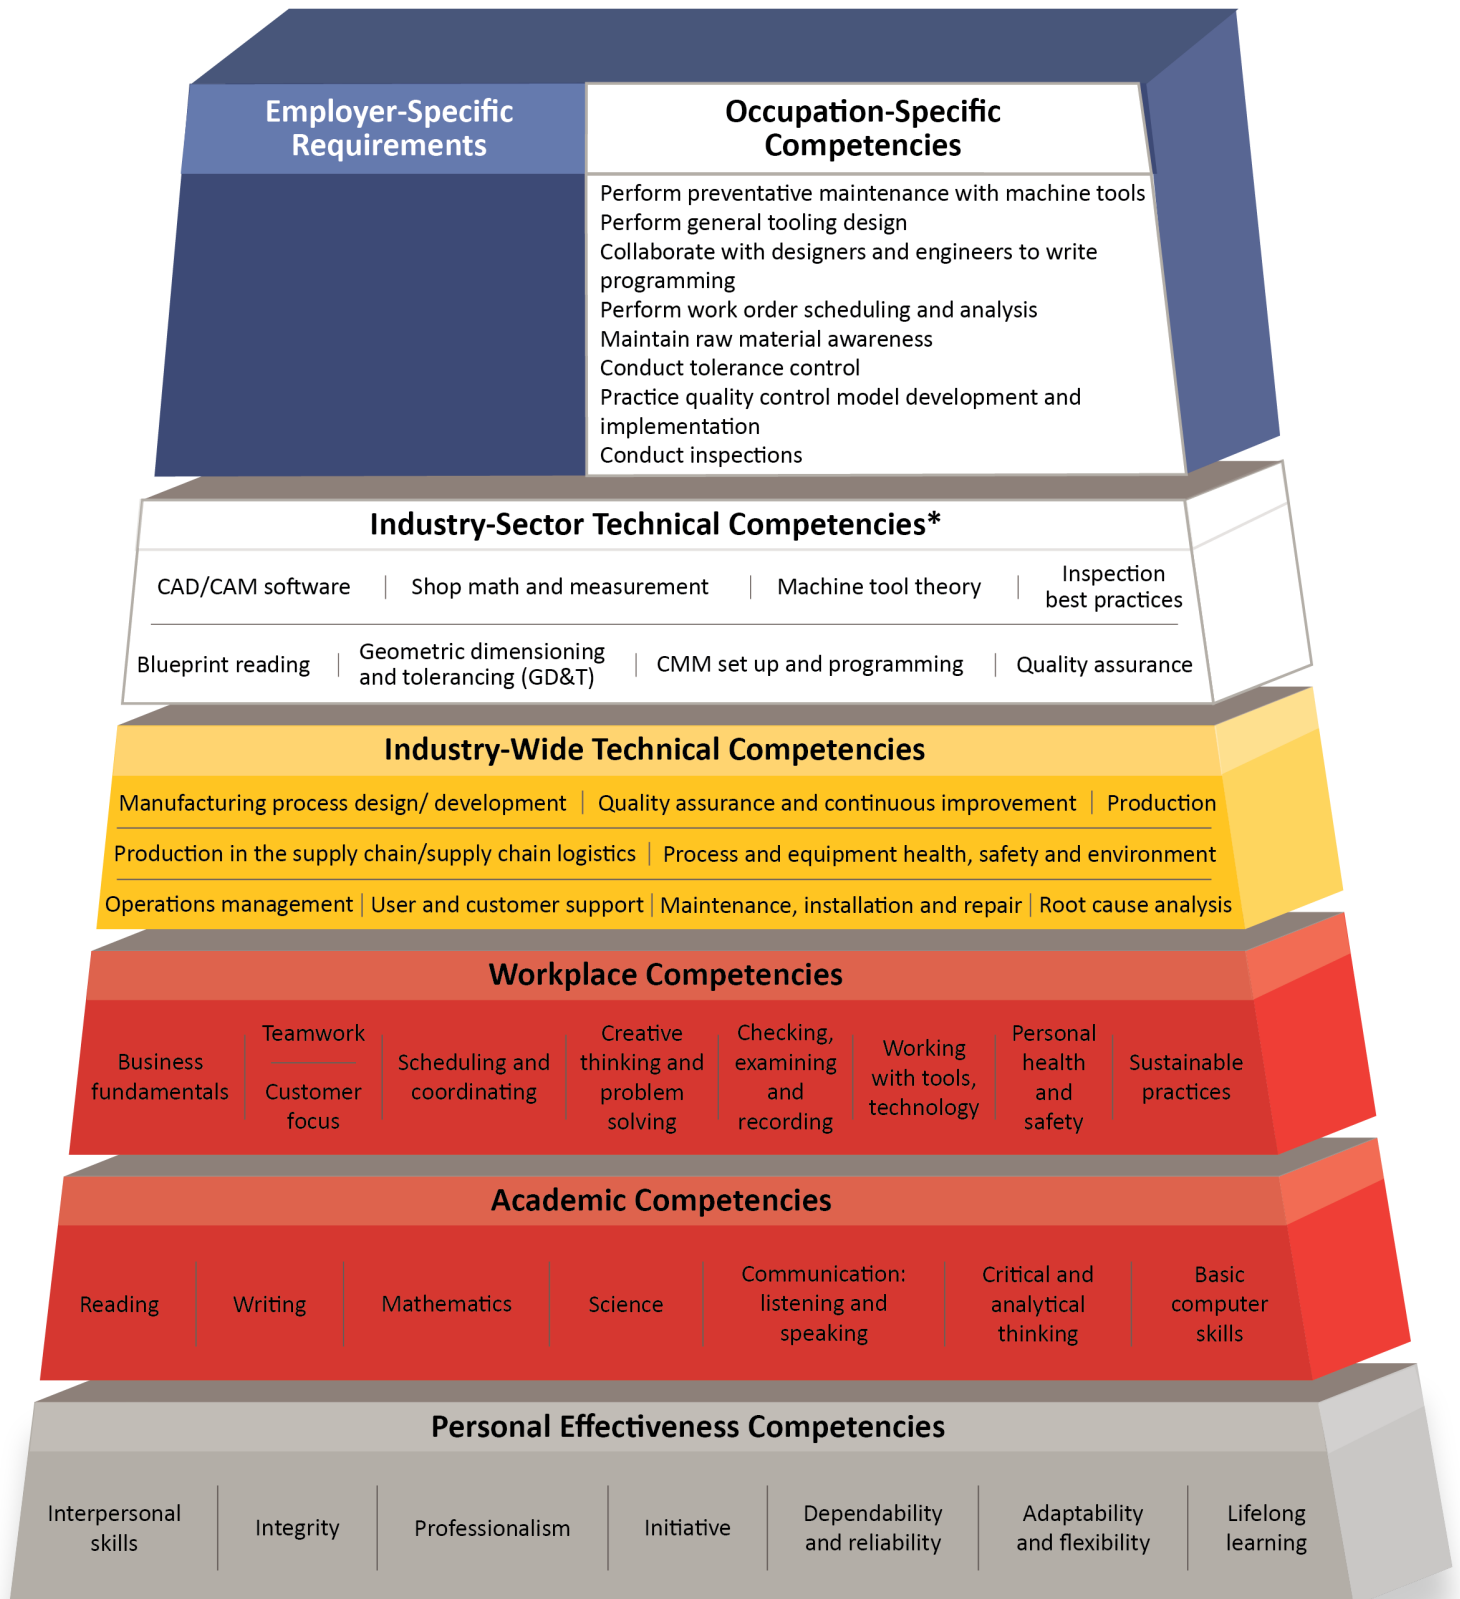 Employer-Specific
Requirements
Occupation-Specific
Competencies
Perform preventative maintenance with machine tools
Perform general tooling design
Collaborate with designers and engineers to write
programming
Perform work order scheduling and analysis
Maintain raw material awareness
Conduct tolerance control
Practice quality control model development and
implementation
Conduct inspections
Industry-Sector Technical Competencies*
CAD/CAM software
Shop math and measurement
Machine tool theory
Inspection
best practices
Blueprint reading
Geometric dimensioning
and tolerancing (GD&T)
CMM set up and programming
Quality assurance
Industry-Wide Technical Competencies
Manufacturing process design/ development
Quality assurance and continuous improvement
Production
Production in the supply chain/supply chain logistics
Process and equipment health, safety and environment
Operations management
User and customer support
Maintenance, installation and repair
Root cause analysis
Workplace Competencies
Business
fundamentals
Teamwork
Customer
focus
Scheduling and
coordinating
Creative
thinking and
problem
solving
Checking,
examining
and
recording
Working
with tools,
technology
Personal
health
and
safety
Sustainable
practices
Academic Competencies
Reading
Writing
Mathematics
Science
Communication:
listening and
speaking
Critical and
analytical
thinking
Basic
computer
skills
Personal Effectiveness Competencies
Interpersonal
skills
Integrity
Professionalism
Initiative
Dependability
and reliability
Adaptability
and flexibility
Lifelong
learning